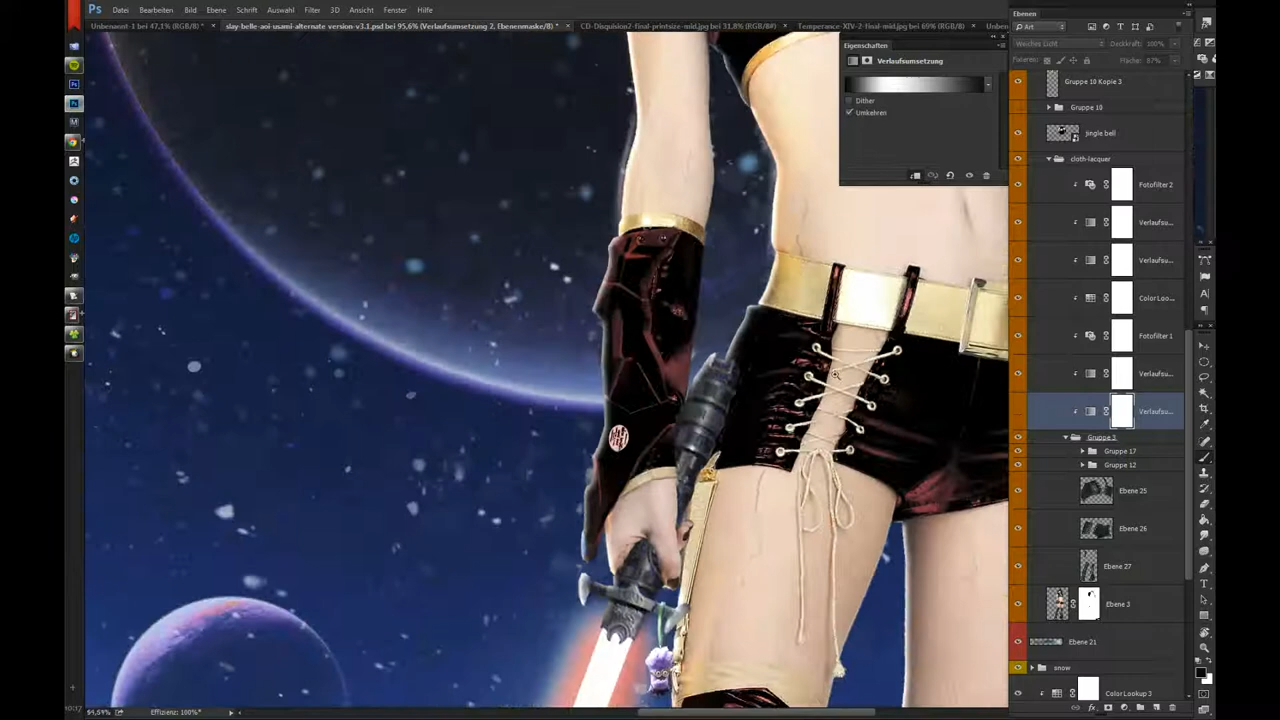 Ps Datei Bearbeiten Bild Ebene Schrift Auswahl Filter 3D Ansicht Fenster Hilfe
Unbenannt-1 bei 47,1% (RGB/8) * slay-belle-aoi-usami-alternate version-v3.1.psd bei 95,6% (Verlaufsumsetzung 2, Ebenenmaske/8) * CD-Disquision2-final-printsize-mid.jpg bei 31.8% (RGB/8#) Temperance-XIV-2-final-mid.jpg bei 69% (RGB/8)
Eigenschaften
Verlaufsumsetzung
Dither
Umkehren
Ebenen
Art
Weiches Licht Deckkraft: 100%
Fixieren: Fläche: 87%
Gruppe 10 Kopie 3
Gruppe 10
jingle bell
cloth-lacquer
Fotofilter 2
Verlaufsu...
Verlaufsu...
Color Loo...
Fotofilter 1
Verlaufsu...
Verlaufsu...
Gruppe 3
Gruppe 17
Gruppe 12
Ebene 25
Ebene 26
Ebene 27
Ebene 3
Ebene 21
snow
Color Lookup 3
Effizienz: 100%*